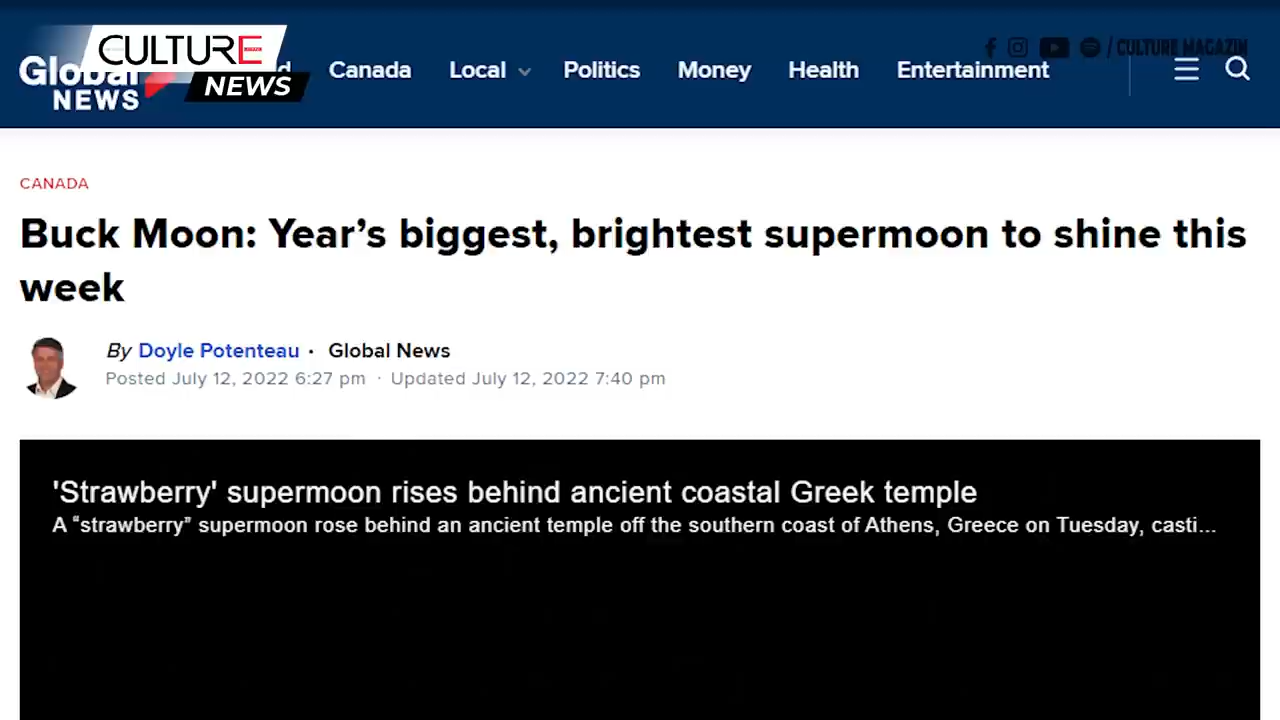 CULTURE
NEWS
Global
NEWS
Canada
Local
Politics
Money
Health
Entertainment
/ CULTURE MAGAZIN
CANADA
Buck Moon: Year’s biggest, brightest supermoon to shine this
week
By Doyle Potenteau · Global News
Posted July 12, 2022 6:27 pm · Updated July 12, 2022 7:40 pm
'Strawberry' supermoon rises behind ancient coastal Greek temple
A “strawberry” supermoon rose behind an ancient temple off the southern coast of Athens, Greece on Tuesday, casti...